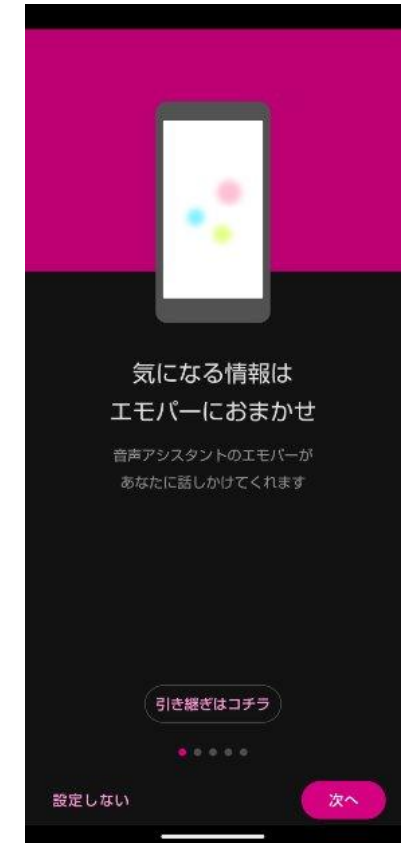 気になる情報は
エモパーにおまかせ
音声アシスタントのエモパーが
あなたに話しかけてくれます
引き継ぎはコチラ
設定しない
次へ